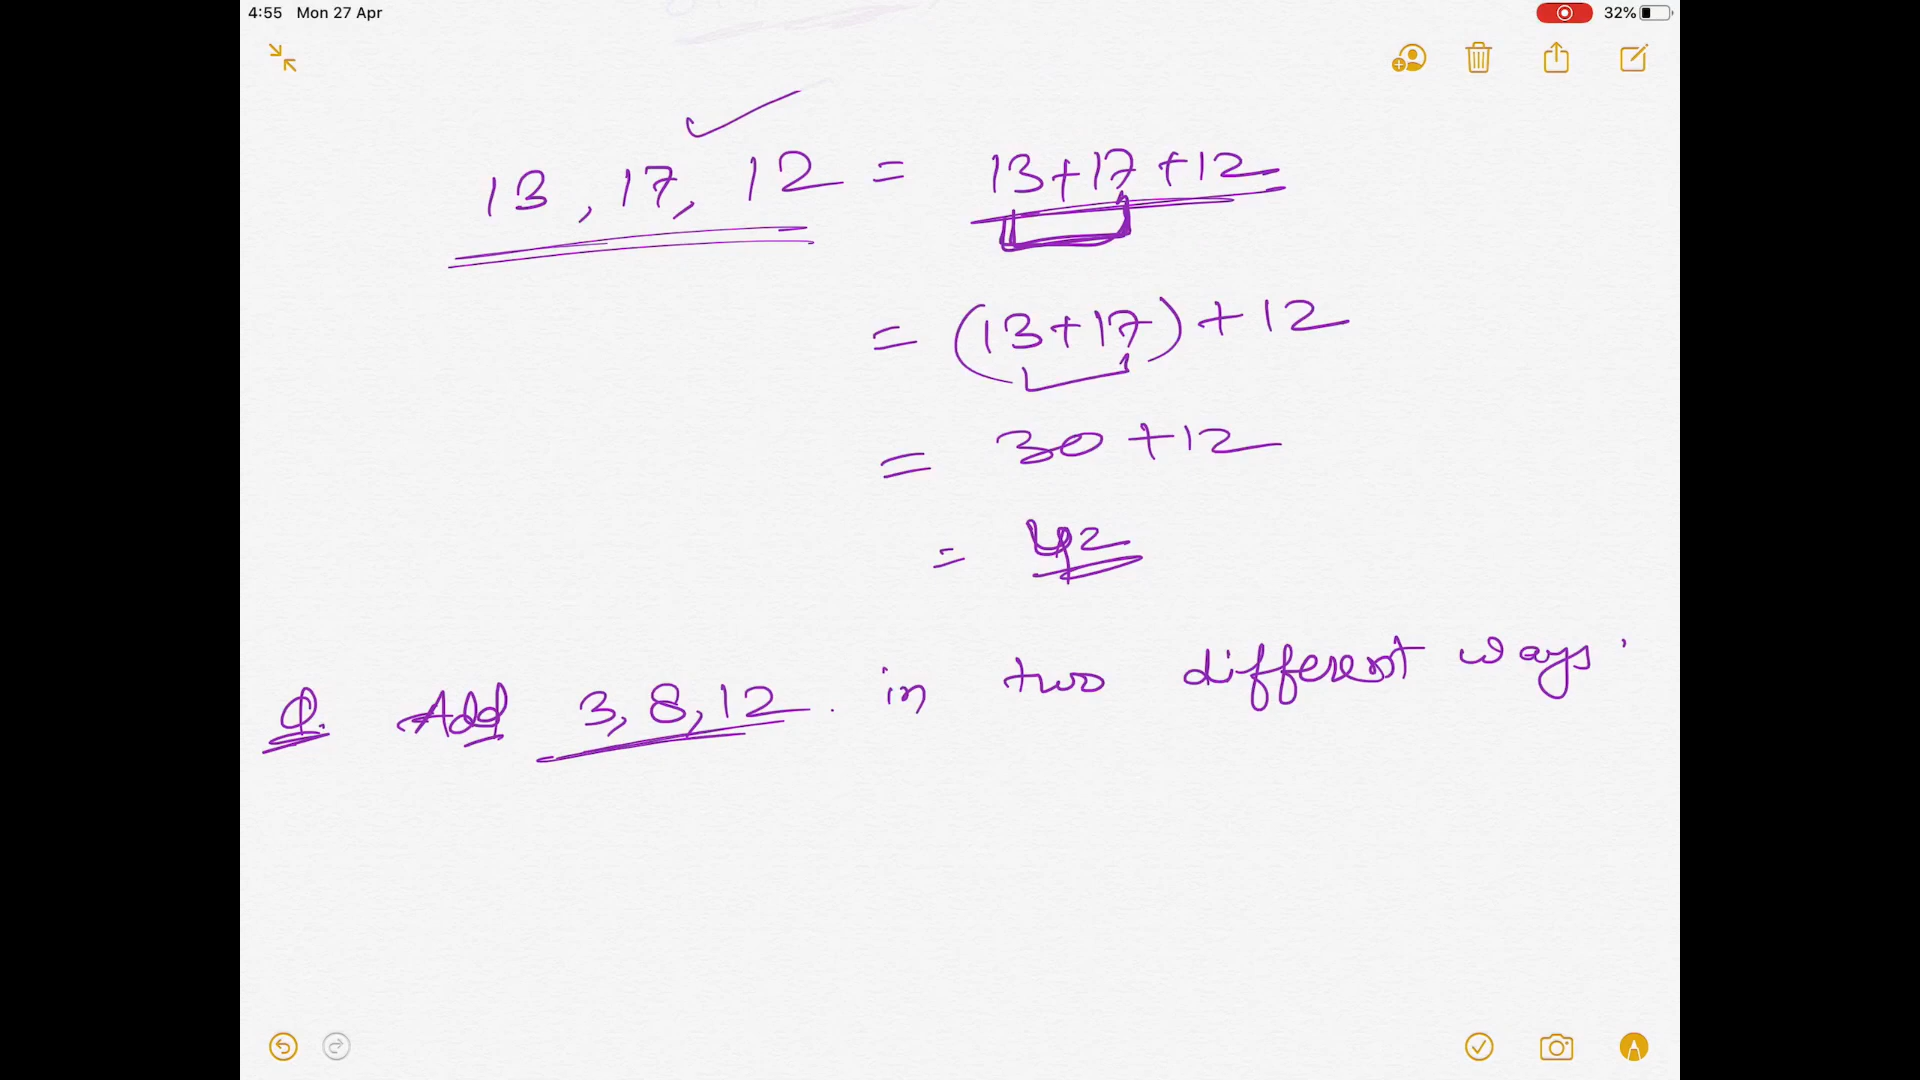 4:55 Mon 27 Apr 32%
13, 17, 12 = 13+17+12
= (13+17)+12
= 30+12
= 42
Q. Add 3, 8, 12. in two different ways.